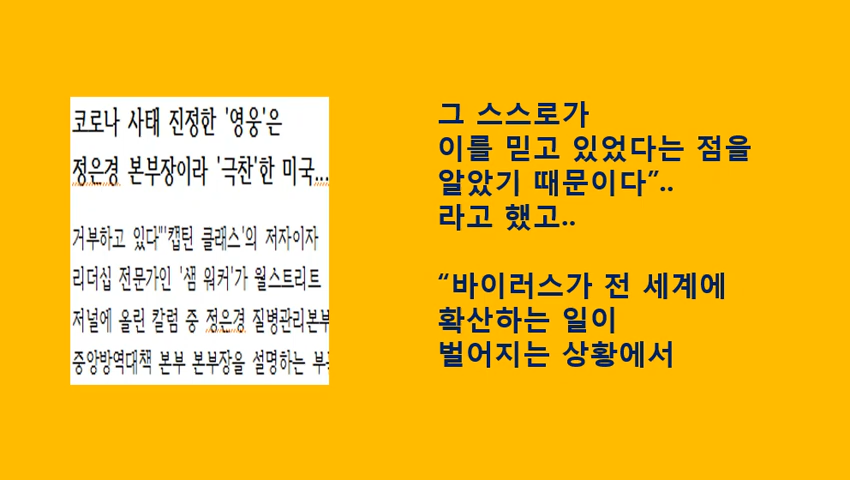 코로나 사태 진정한 '영웅'은
정은경 본부장이라 '극찬'한 미국...
거부하고 있다"'캡틴 클래스'의 저자이자
리더십 전문가인 '샘 워커'가 월스트리트
저널에 올린 칼럼 중 정은경 질병관리본부
중앙방역대책 본부 본부장을 설명하는
그 스스로가
이를 믿고 있었다는 점을
알았기 때문이다”..
라고 했고..
“바이러스가 전 세계에
확산하는 일이
벌어지는 상황에서